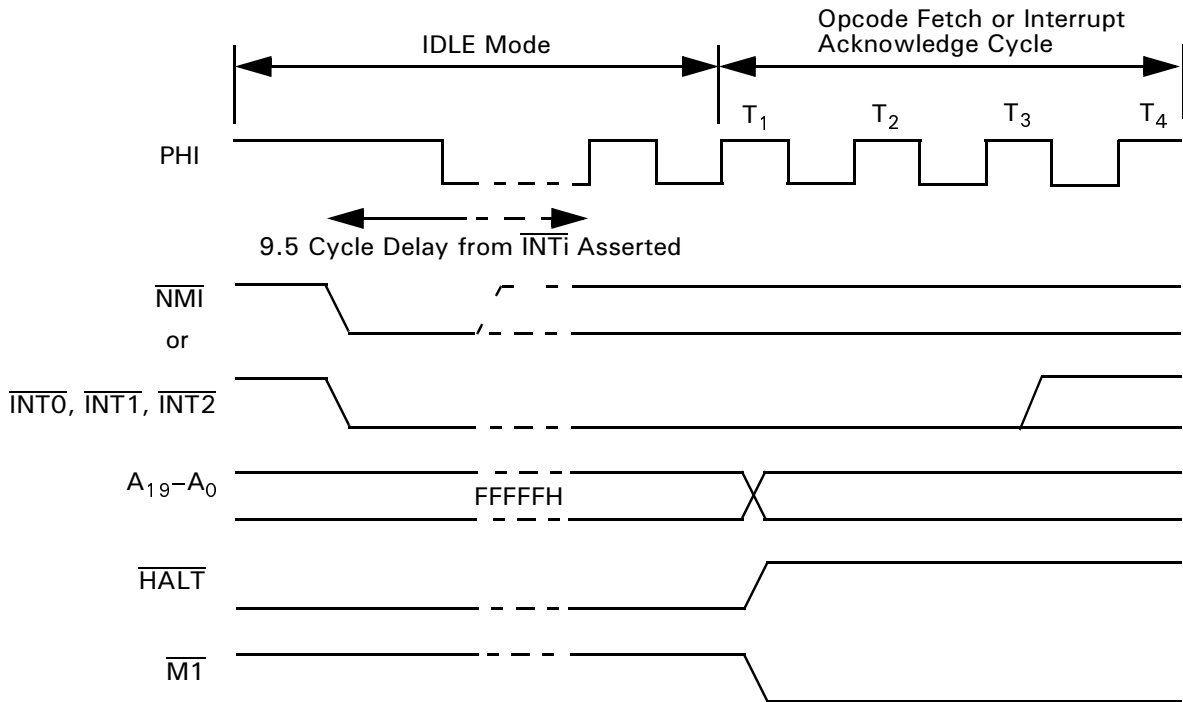 IDLE Mode
Opcode Fetch or Interrupt
Acknowledge Cycle
T1
T2
T3
T4
PHI
9.5 Cycle Delay from INTi Asserted
NMI
or
INT0, INT1, INT2
A19–A0
FFFFFH
HALT
M1